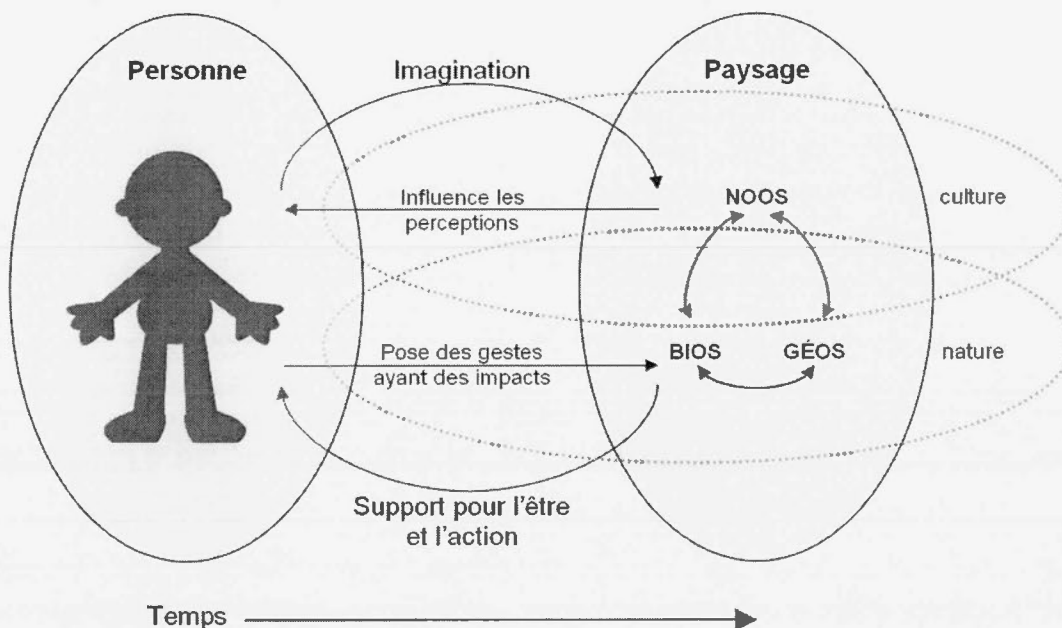 Personne
Imagination
Paysage
Influence les
perceptions
NOOS
culture
Pose des gestes
ayant des impacts
BIOS
GÉOS
nature
Support pour l'être
et l'action
Temps